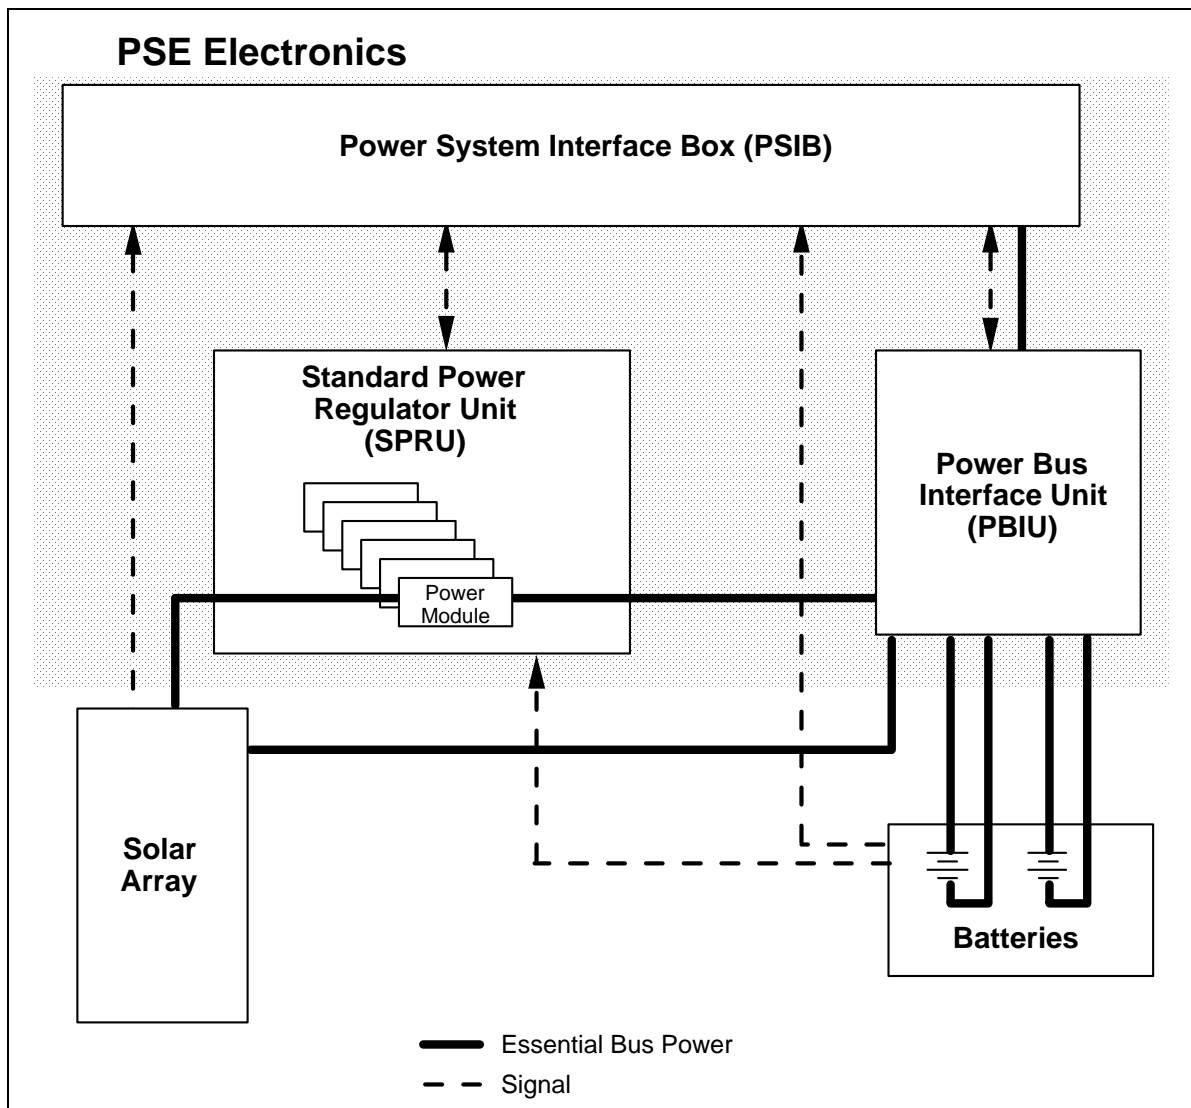 PSE Electronics
Power System Interface Box (PSIB)
Standard Power
Regulator Unit
(SPRU)
Power
Module
Power Bus
Interface Unit
(PBIU)
Solar
Array
Batteries
Essential Bus Power
Signal